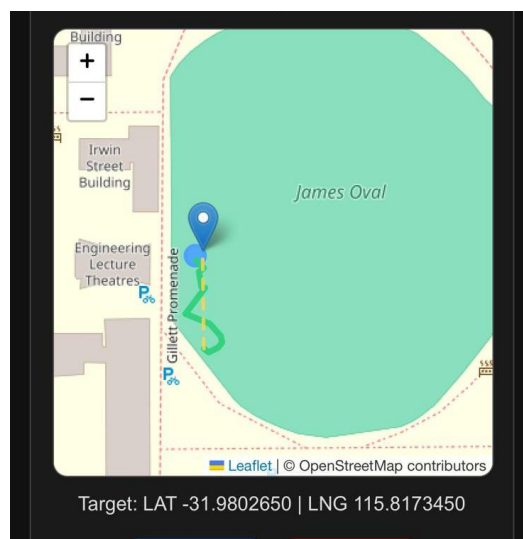 Building
+
−
Irwin
Street
Building
James Oval
Engineering
Lecture
Theatres
P
Gillett Promenade
P
Leaflet | © OpenStreetMap contributors
Target: LAT -31.9802650 | LNG 115.8173450